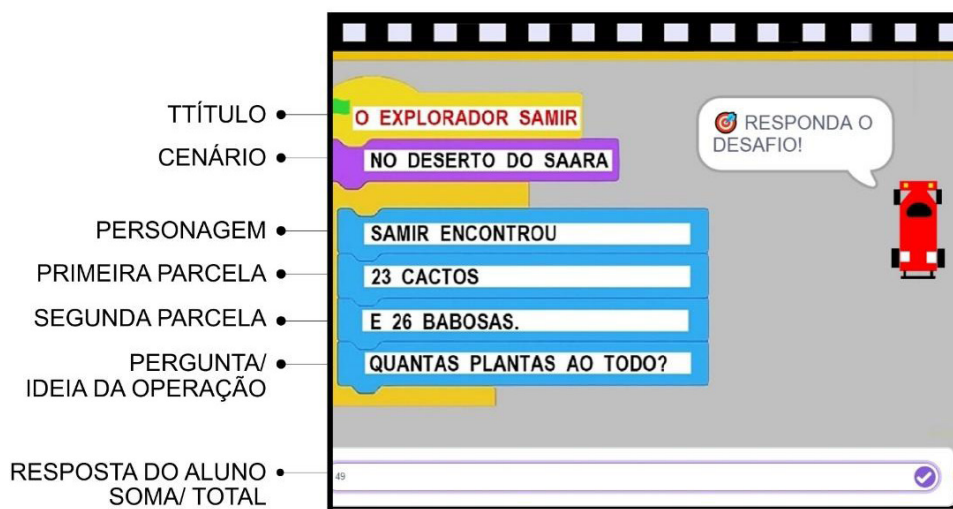 TTÍTULO
O EXPLORADOR SAMIR
CENÁRIO
NO DESERTO DO SAARA
RESPONDA O
DESAFIO!
PERSONAGEM
SAMIR ENCONTROU
PRIMEIRA PARCELA
23 CACTOS
SEGUNDA PARCELA
E 26 BABOSAS.
PERGUNTA/
IDEIA DA OPERAÇÃO
QUANTAS PLANTAS AO TODO?
RESPOSTA DO ALUNO
SOMA/ TOTAL
49